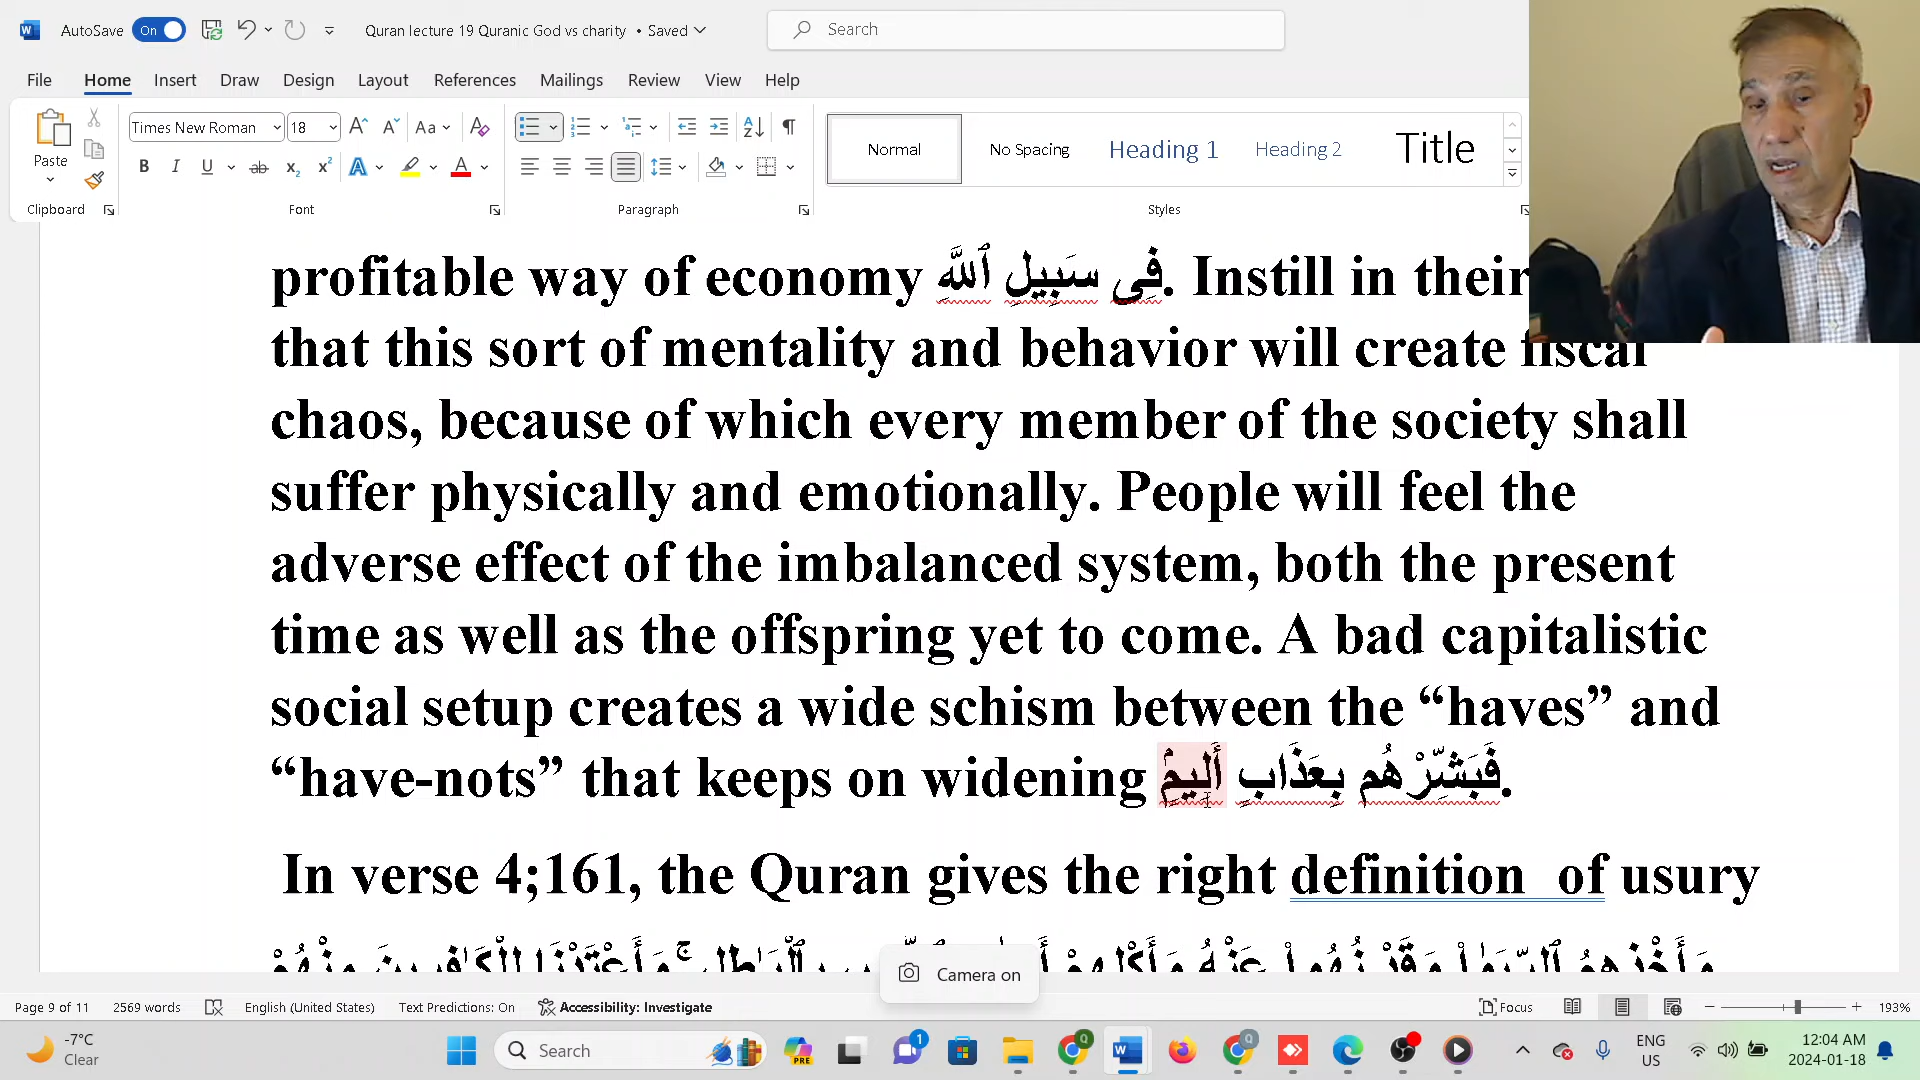 AutoSave On Quran lecture 19 Quranic God vs charity • Saved Search
File Home Insert Draw Design Layout References Mailings Review View Help
Times New Roman 18 Aa Normal No Spacing Heading 1 Heading 2 Title
Paste B I U ab x₂ x² A A
Clipboard Font Paragraph Styles
profitable way of economy فِى سَبِيلِ ٱللَّهِ. Instill in their
that this sort of mentality and behavior will create fiscal
chaos, because of which every member of the society shall
suffer physically and emotionally. People will feel the
adverse effect of the imbalanced system, both the present
time as well as the offspring yet to come. A bad capitalistic
social setup creates a wide schism between the “haves” and
“have-nots” that keeps on widening فَبَشِّرْهُم بِعَذَابٍ أَلِيمٍ.
In verse 4;161, the Quran gives the right definition of usury
Camera on
Page 9 of 11 2569 words English (United States) Text Predictions: On Accessibility: Investigate Focus 193%
-7°C
Clear
Search PRE 1
ENG
US
12:04 AM
2024-01-18